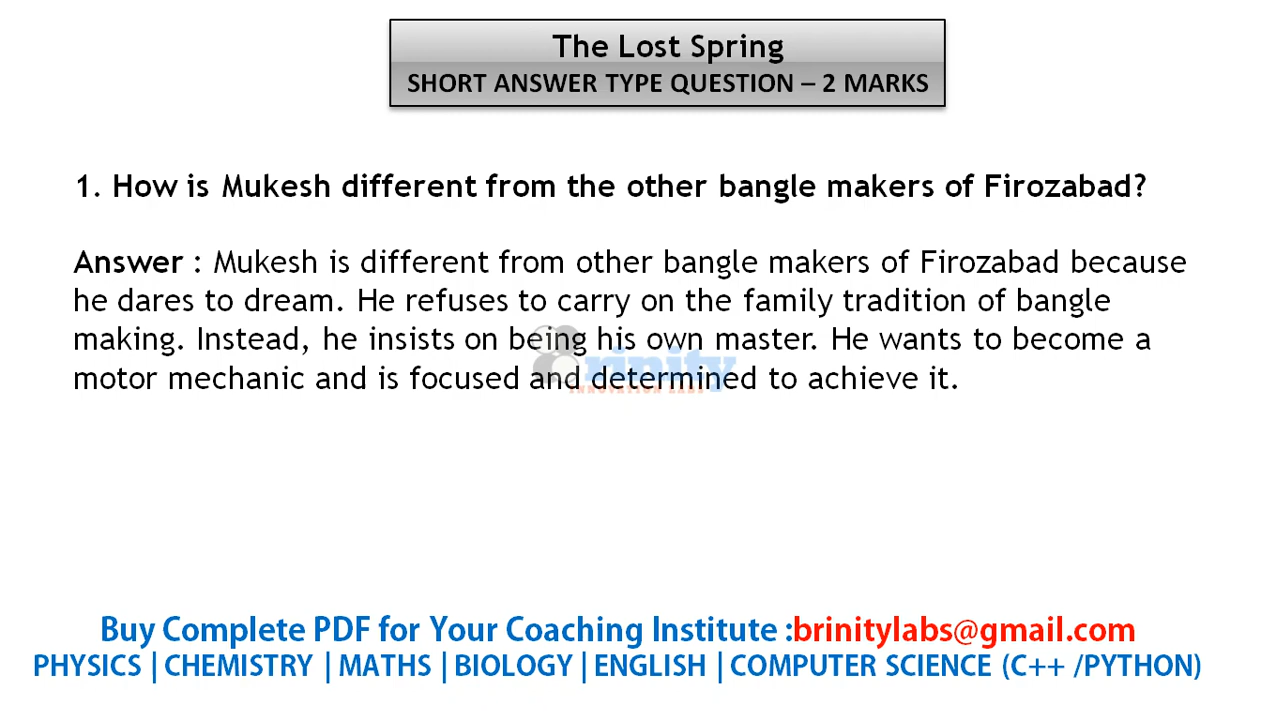 The Lost Spring
SHORT ANSWER TYPE QUESTION – 2 MARKS
1. How is Mukesh different from the other bangle makers of Firozabad?
Answer : Mukesh is different from other bangle makers of Firozabad because
he dares to dream. He refuses to carry on the family tradition of bangle
making. Instead, he insists on being his own master. He wants to become a
motor mechanic and is focused and determined to achieve it.
Brinity
INNOVATION LABS
Buy Complete PDF for Your Coaching Institute :brinitylabs@gmail.com
PHYSICS | CHEMISTRY | MATHS | BIOLOGY | ENGLISH | COMPUTER SCIENCE (C++ /PYTHON)